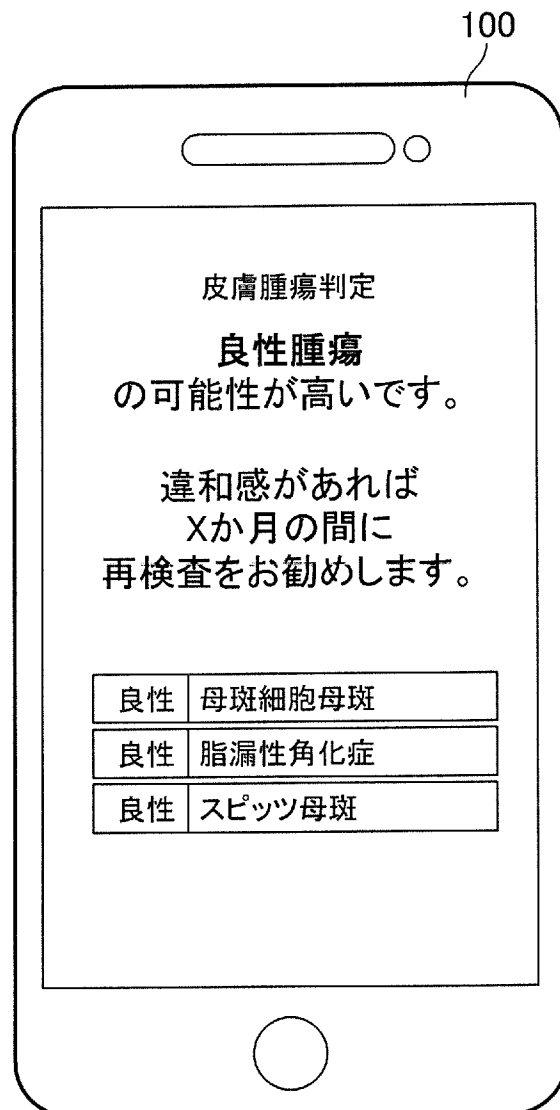 100
皮膚腫瘍判定
良性腫瘍
の可能性が高いです。
違和感があれば
Xか月の間に
再検査をお勧めします。
良性 母斑細胞母斑
良性 脂漏性角化症
良性 スピッツ母斑